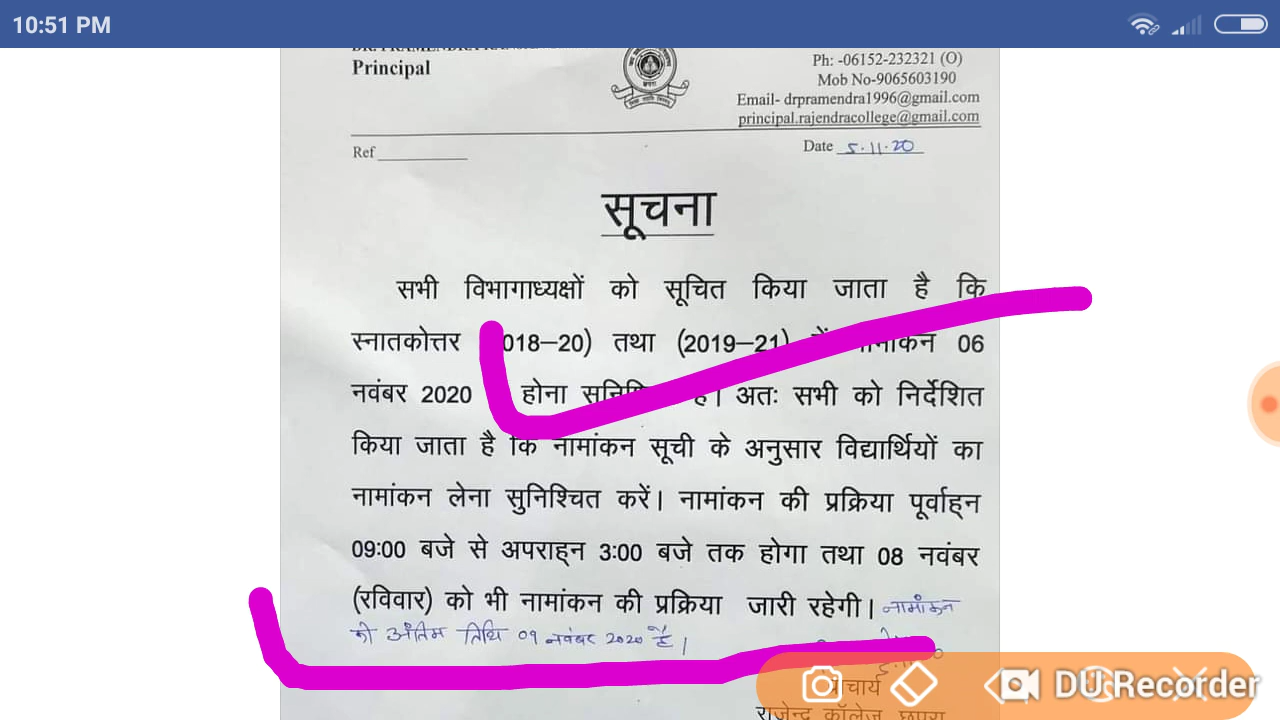 10:51 PM
Principal
Ph: -06152-232321 (O)
Mob No-9065603190
Email- drpramendra1996@gmail.com
principal.rajendracollege@gmail.com
Ref
Date 5.11.20
सूचना
सभी विभागाध्यक्षों को सूचित किया जाता है कि
स्नातकोत्तर 018–20) तथा (2019–21) नामांकन 06
नवंबर 2020 होना है। अतः सभी को निर्देशित
किया जाता है कि नामांकन सूची के अनुसार विद्यार्थियों का
नामांकन लेना सुनिश्चित करें। नामांकन की प्रक्रिया पूर्वाह्न
09:00 बजे से अपराह्न 3:00 बजे तक होगा तथा 08 नवंबर
(रविवार) को भी नामांकन की प्रक्रिया जारी रहेगी। नामांकन
की अंतिम तिथि 09 नवंबर 2020 है।
प्राचार्य
राजेन्द्र कॉलेज, छपरा
DU Recorder